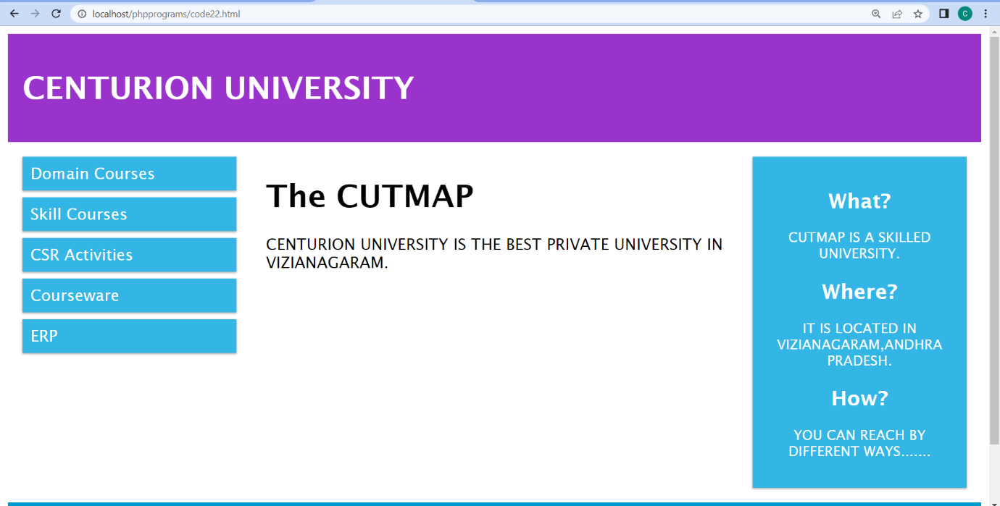 localhost/phpprograms/code22.html
C
CENTURION UNIVERSITY
Domain Courses
Skill Courses
CSR Activities
Courseware
ERP
The CUTMAP
CENTURION UNIVERSITY IS THE BEST PRIVATE UNIVERSITY IN
VIZIANAGARAM.
What?
CUTMAP IS A SKILLED
UNIVERSITY.
Where?
IT IS LOCATED IN
VIZIANAGARAM,ANDHRA
PRADESH.
How?
YOU CAN REACH BY
DIFFERENT WAYS.......